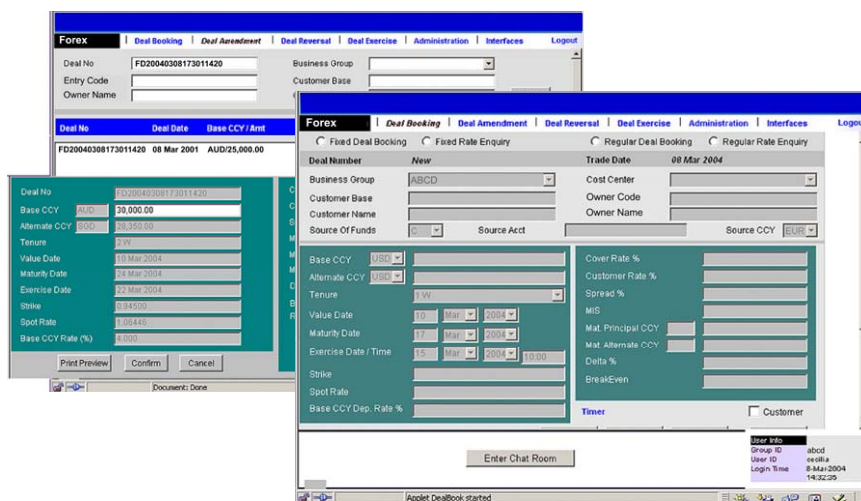 Forex | Deal Booking | Deal Amendment | Deal Reversal | Deal Exercise | Administration | Interfaces Logout
Deal No FD20040308173011420 Business Group
Entry Code Customer Base
Owner Name
Deal No Deal Date Base CCY / Amt
FD20040308173011420 08 Mar 2001 AUD/25,000.00
Deal No FD20040308173011420
Base CCY AUD 30,000.00
Alternate CCY SGD 28,350.00
Tenure 2 W
Value Date 10 Mar 2004
Maturity Date 24 Mar 2004
Exercise Date 22 Mar 2004
Strike 0.94500
Spot Rate 1.06446
Base CCY Rate (%) 4.000
Print Preview Confirm Cancel
Document: Done
Forex | Deal Booking | Deal Amendment | Deal Reversal | Deal Exercise | Administration | Interfaces
Fixed Deal Booking Fixed Rate Enquiry Regular Deal Booking Regular Rate Enquiry
Deal Number New Trade Date 08 Mar 2004
Business Group ABCD Cost Center
Customer Base Owner Code
Customer Name Owner Name
Source Of Funds C Source Acct Source CCY EUR
Base CCY USD Cover Rate %
Alternate CCY USD Customer Rate %
Tenure 1 W Spread %
Value Date 10 Mar 2004 MIS
Maturity Date 17 Mar 2004 Mat. Principal CCY
Exercise Date / Time 15 Mar 2004 10:00 Mat. Alternate CCY
Strike Delta %
Spot Rate BreakEven
Base CCY Dep. Rate % Timer Customer
Enter Chat Room
User Info
Group ID abcd
User ID cecilia
Login Time 8-Mar-2004
14:32:35
Applet DealBook started